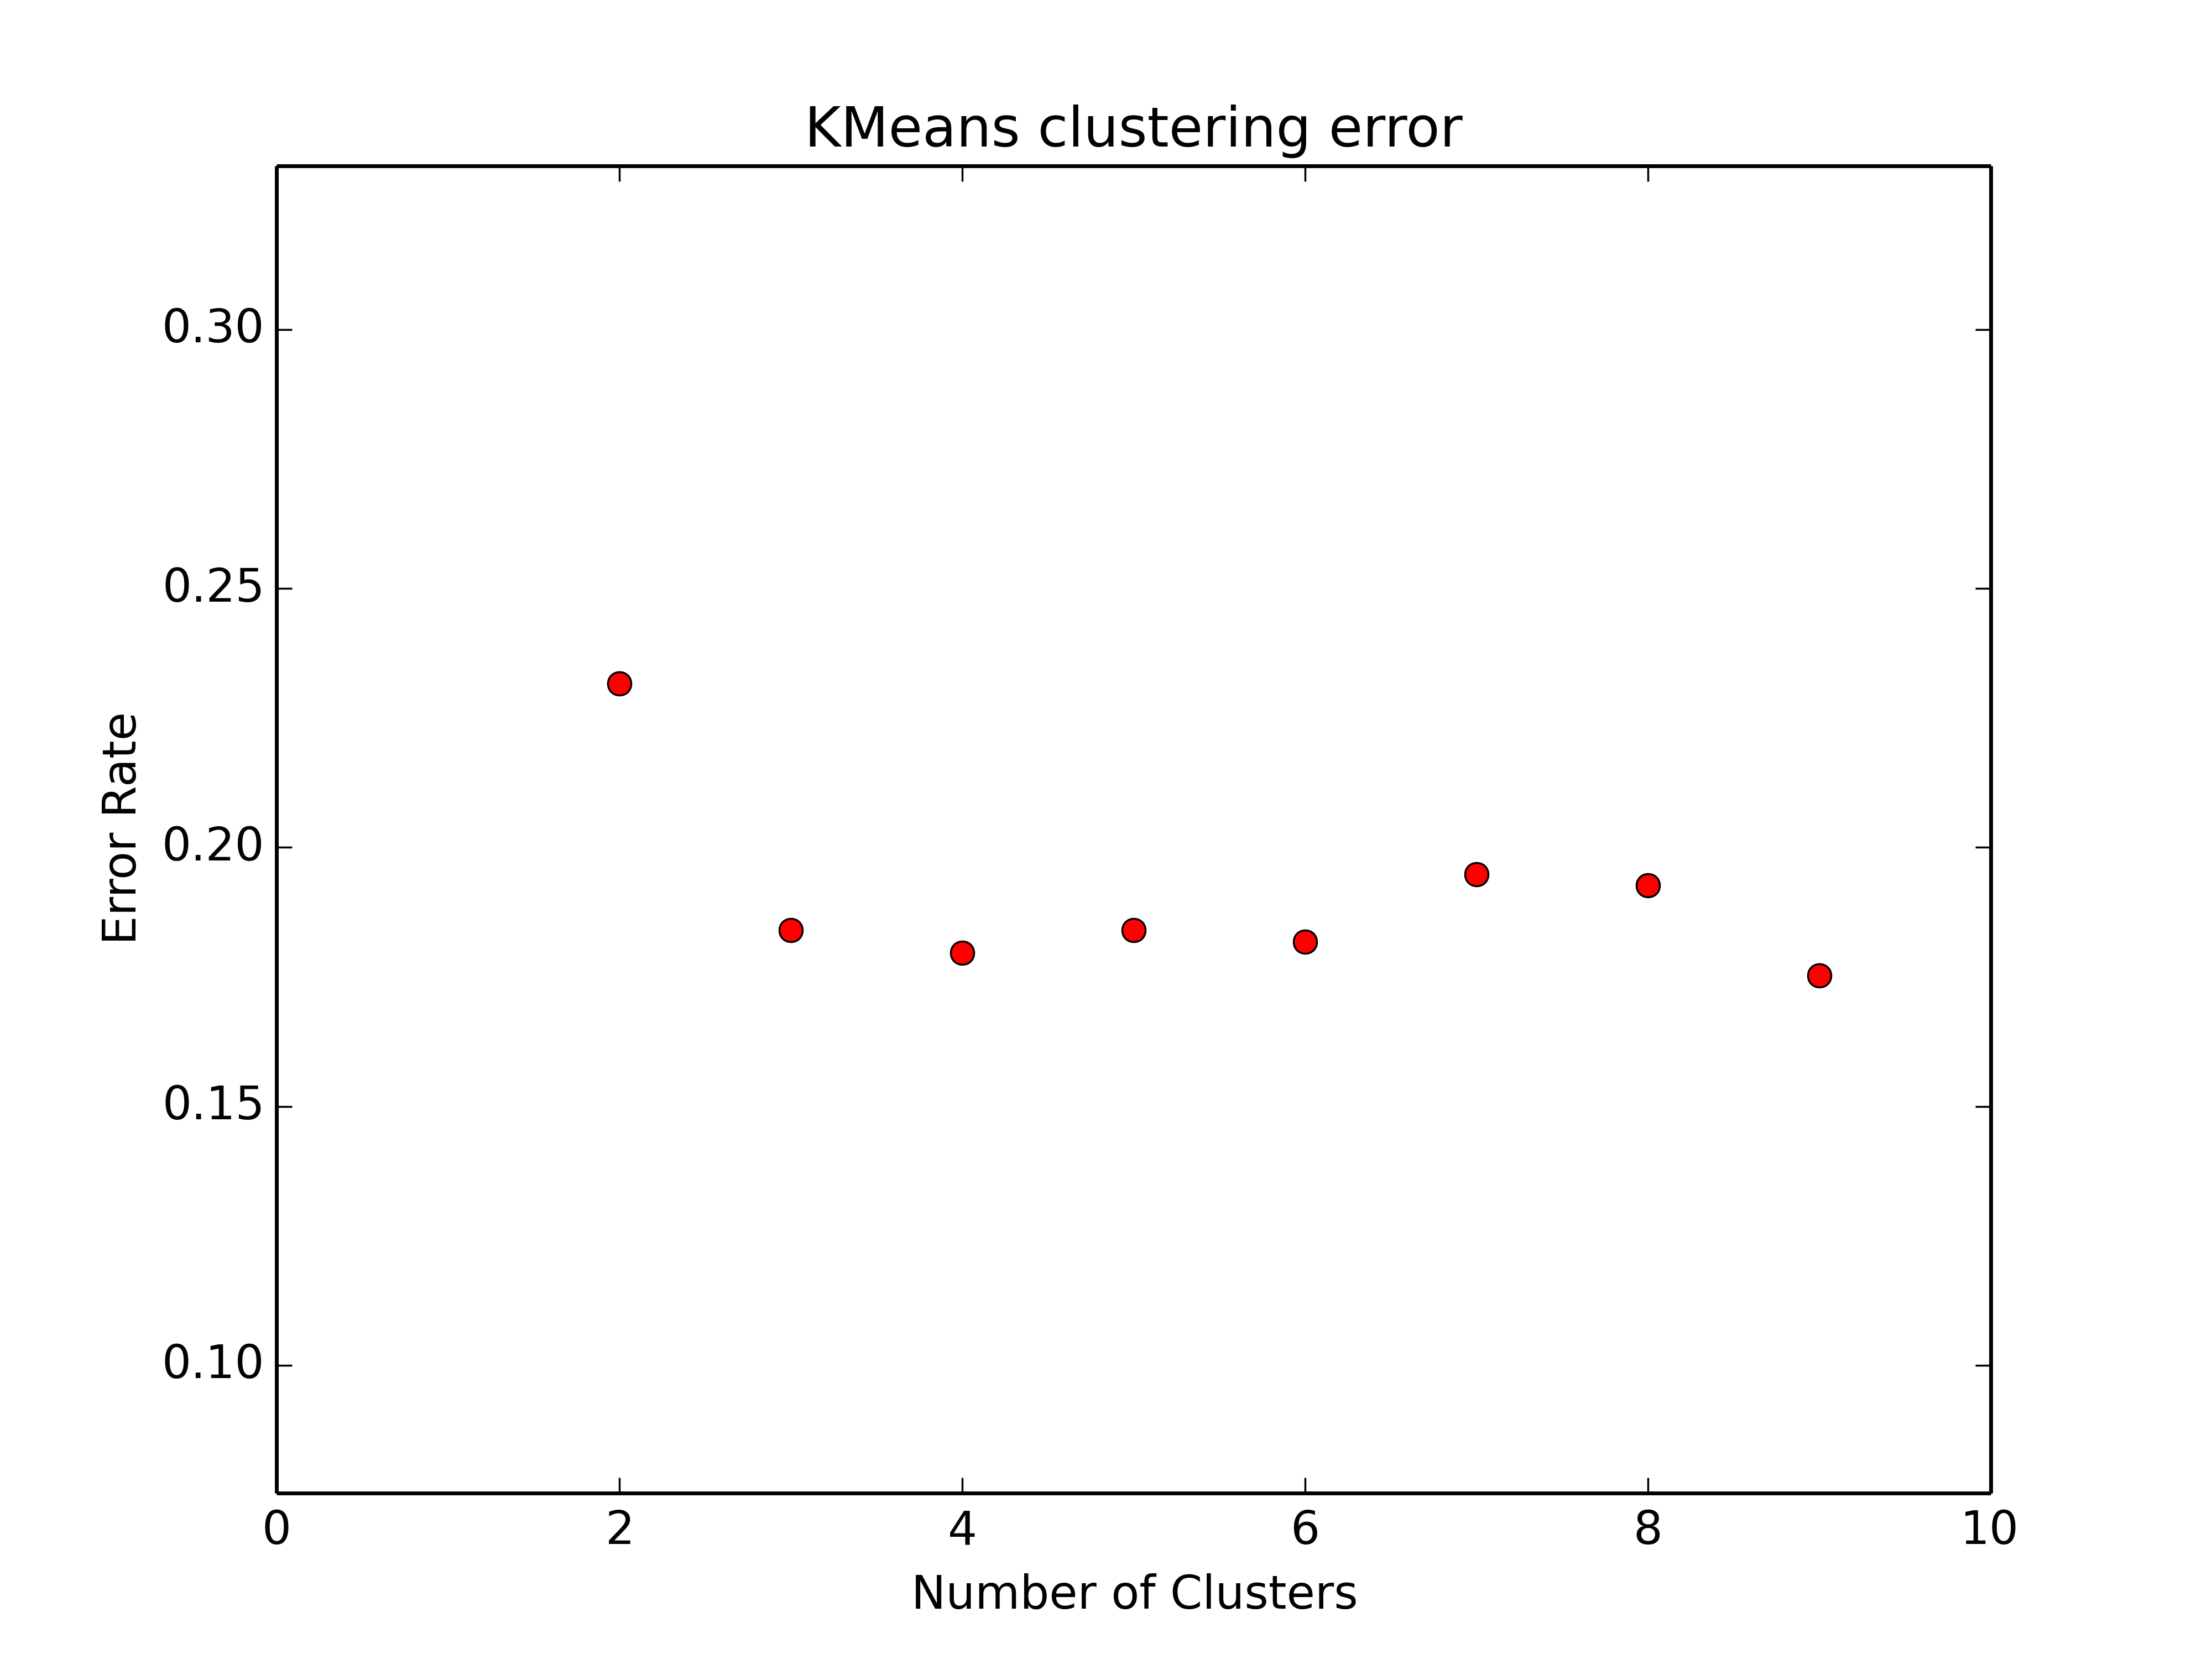 KMeans clustering error
0.30
0.25
0.20
0.15
0.10
Error Rate
0 2 4 6 8 10
Number of Clusters